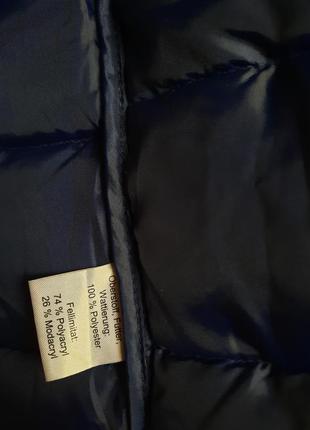 Oberstoff, Futter,
Wattierung:
100 % Polyester
Fellimitat:
74 % Polyacryl
26 % Modacryl